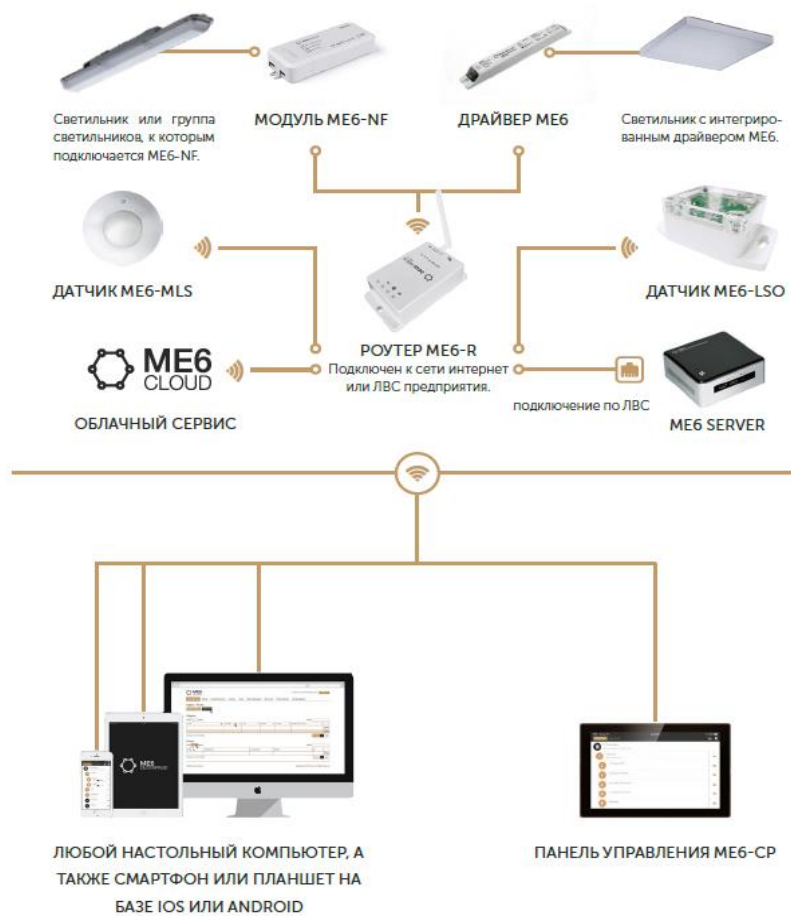 Светильник или группа
светильников, к которым
подключается ME6-NF.
МОДУЛЬ ME6-NF
ДРАЙВЕР ME6
Светильник с интегриро-
ванным драйвером ME6.
ДАТЧИК ME6-MLS
ДАТЧИК ME6-LSO
РОУТЕР ME6-R
Подключен к сети интернет
или ЛВС предприятия.
ME6
CLOUD
ОБЛАЧНЫЙ СЕРВИС
подключение по ЛВС
ME6 SERVER
ME6
ЛЮБОЙ НАСТОЛЬНЫЙ КОМПЬЮТЕР, А
ТАКЖЕ СМАРТФОН ИЛИ ПЛАНШЕТ НА
БАЗЕ IOS ИЛИ ANDROID
ПАНЕЛЬ УПРАВЛЕНИЯ ME6-CP